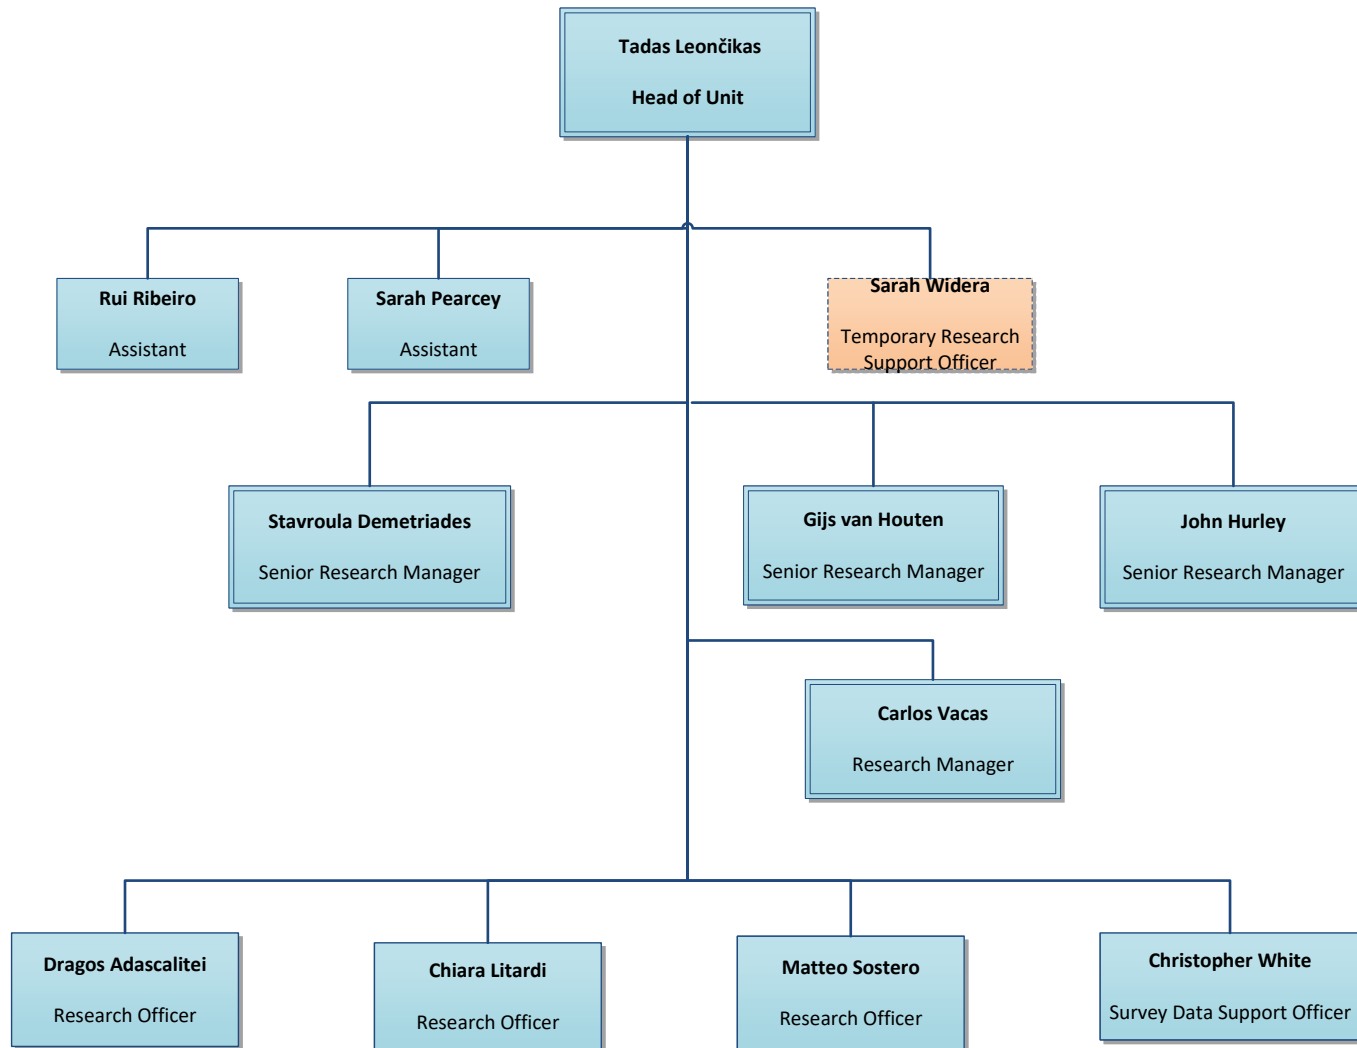 Tadas Leončikas
Head of Unit
Rui Ribeiro
Assistant
Sarah Pearcey
Assistant
Sarah Widera
Temporary Research
Support Officer
Stavroula Demetriades
Senior Research Manager
Gijs van Houten
Senior Research Manager
John Hurley
Senior Research Manager
Carlos Vacas
Research Manager
Dragos Adascalitei
Research Officer
Chiara Litardi
Research Officer
Matteo Sostero
Research Officer
Christopher White
Survey Data Support Officer